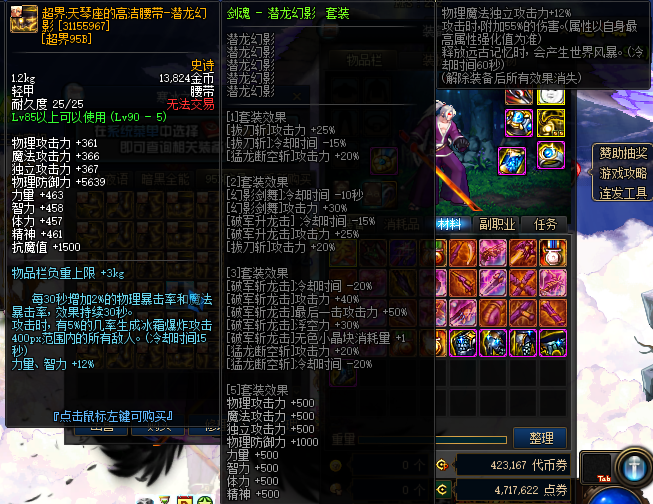 超界·天琴座的高洁腰带-潜龙幻
影 [31155967]
[超界95B]
史诗
1.2kg
13,824金币
轻甲
腰带
耐久度 25/25
无法交易
Lv85以上可以使用 (Lv90 - 5)
物理攻击力 +361
魔法攻击力 +366
独立攻击力 +367
物理防御力 +5639
力量 +463
智力 +458
体力 +457
精神 +461
抗魔值 +1500
物品栏负重上限 +3kg
每30秒增加2%的物理暴击率和魔法
暴击率，效果持续30秒。
攻击时，有5%的几率生成冰霜爆炸攻击
400px范围内的所有敌人。(冷却时间15
秒)
力量、智力 +12%
『点击鼠标左键可购买』
剑魂 - 潜龙幻影 套装
潜龙幻影
潜龙幻影
潜龙幻影
潜龙幻影
潜龙幻影
[1]套装效果
[拔刀斩]攻击力 +25%
[拔刀斩]冷却时间 -15%
[猛龙断空斩]攻击力 +20%
[2]套装效果
[幻影剑舞]冷却时间 -10秒
[幻影剑舞]攻击力 +30%
[破军斩龙击] 冷却时间 -15%
[破军斩龙击]攻击力 +25%
[拔刀斩]攻击力 +20%
[3]套装效果
[破军斩龙击]冷却时间 -20%
[破军斩龙击]攻击力 +40%
[破军斩龙击]最后一击攻击力 +50%
[破军斩龙击]浮空力 +30%
[破军斩龙击]无色小晶块消耗量 +1
[猛龙断空斩]攻击力 +20%
[猛龙断空斩]冷却时间 -20%
[5]套装效果
物理攻击力 +500
魔法攻击力 +500
独立攻击力 +500
物理防御力 +1000
力量 +500
智力 +500
体力 +500
精神 +500
物理魔法独立攻击力+12%
攻击时,附加55%的伤害。(属性以自身最
高属性强化值为准)
释放远古记忆时,会产生世界风暴。(冷
却时间60秒)
(解除装备后所有效果消失)
赞助抽奖
游戏攻略
连发工具
材料
副职业
任务
整理
423,167 代币券
4,717,622 点券
Tab